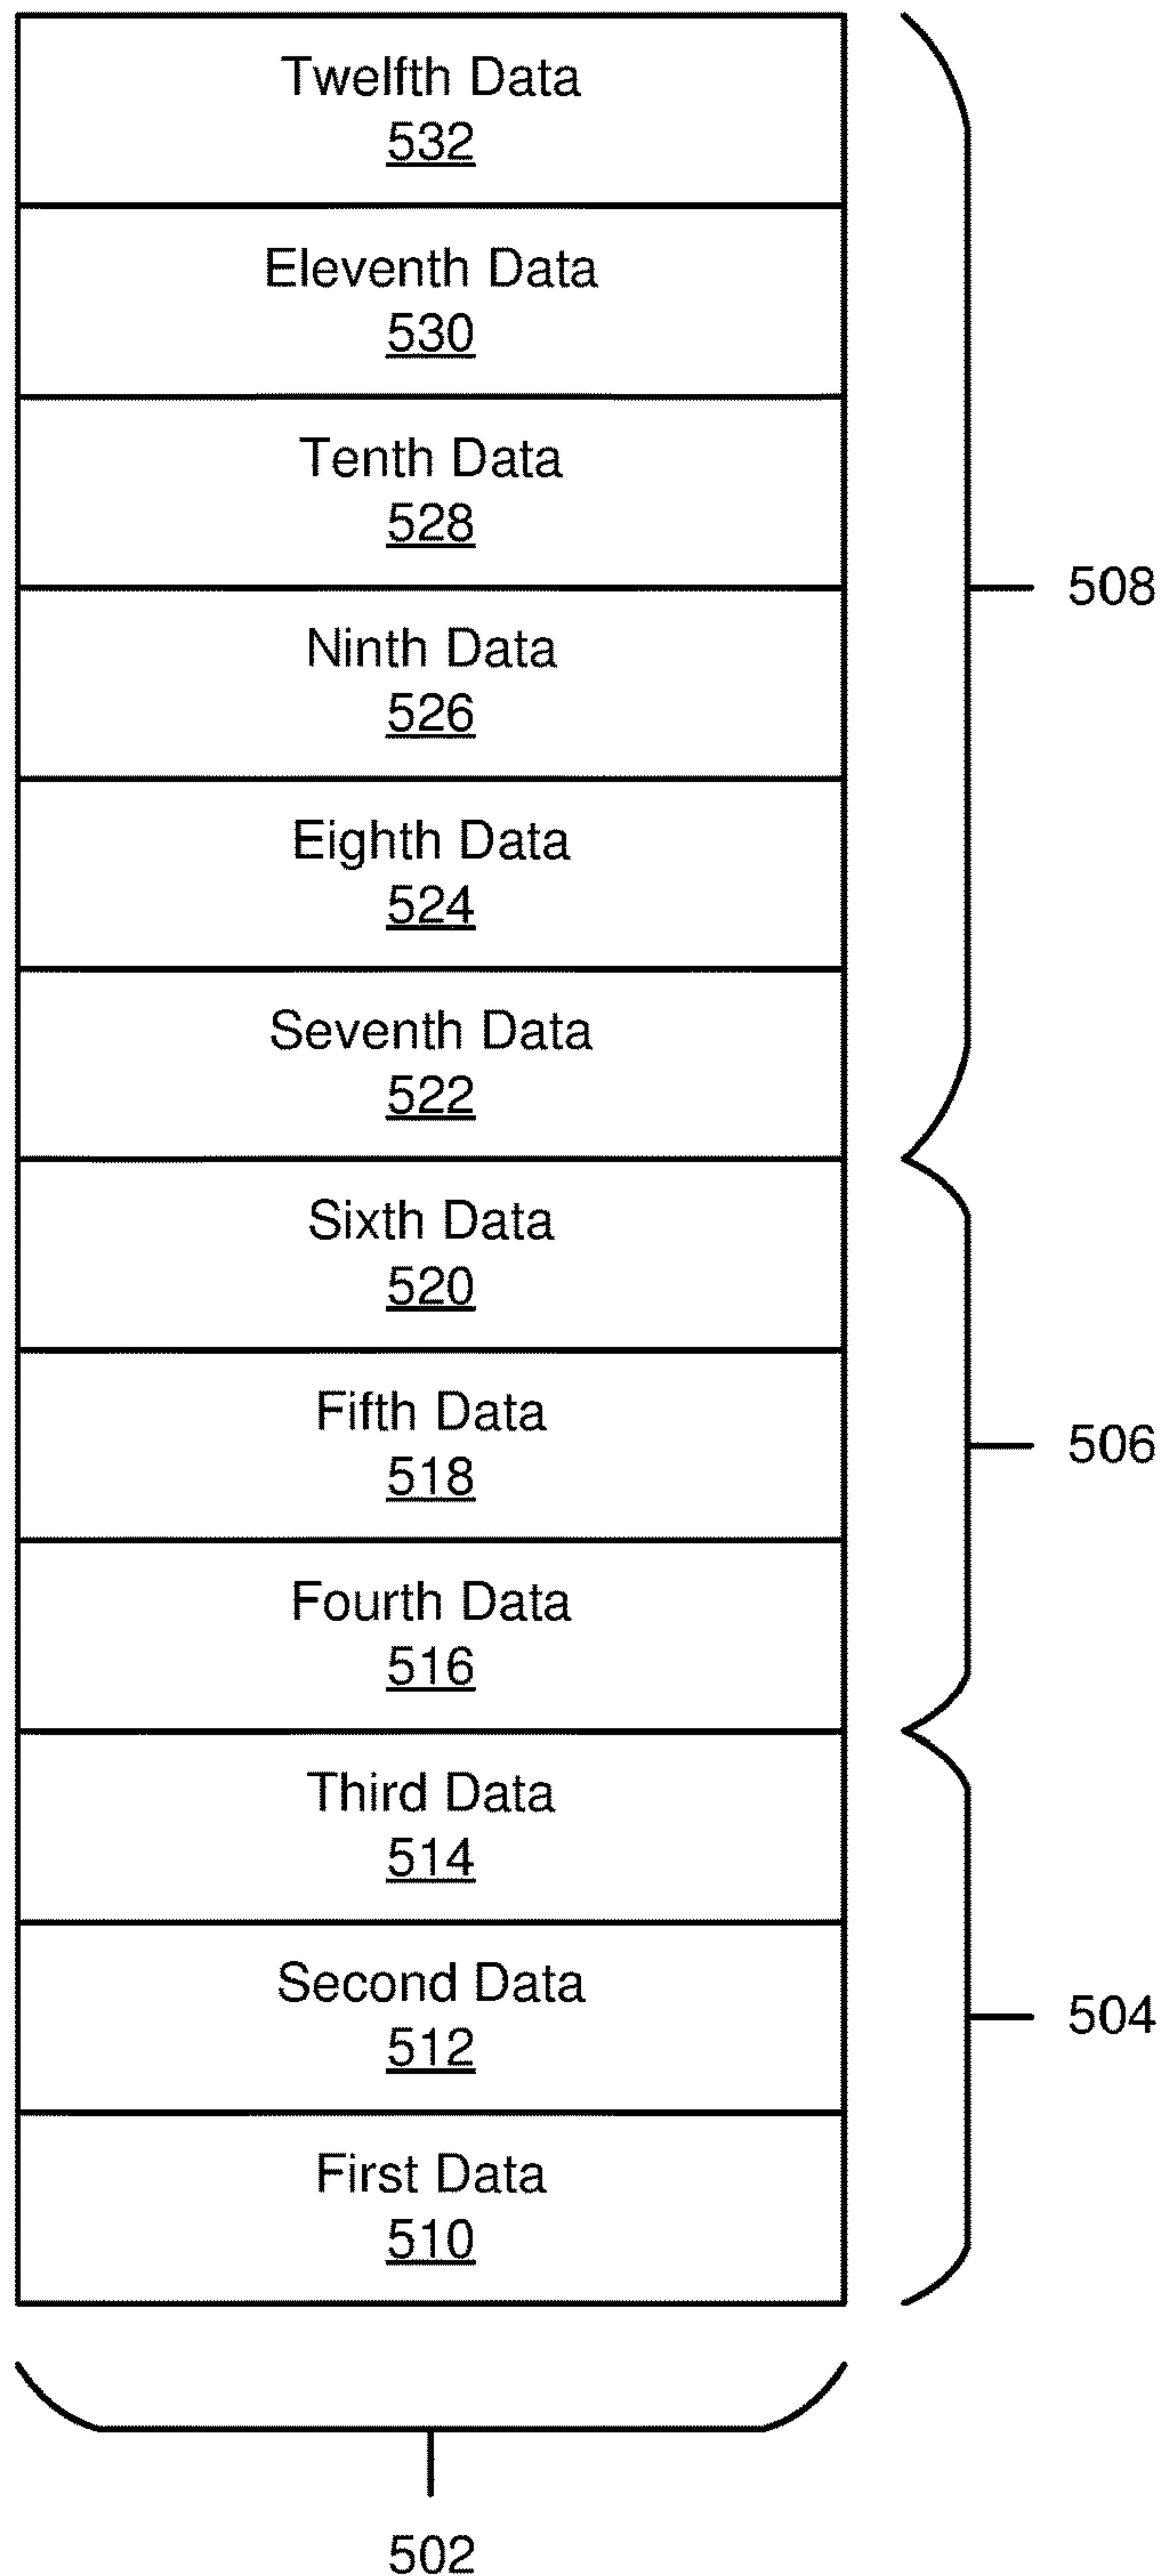 Twelfth Data
532
Eleventh Data
530
Tenth Data
528
508
Ninth Data
526
Eighth Data
524
Seventh Data
522
Sixth Data
520
Fifth Data
518
506
Fourth Data
516
Third Data
514
Second Data
512
504
First Data
510
502